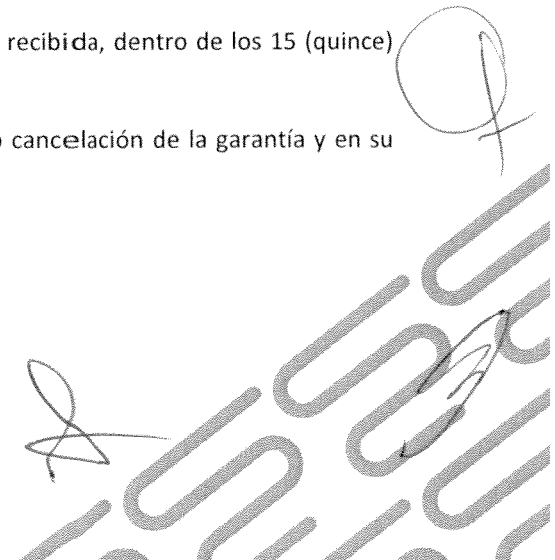 recibida, dentro de los 15 (quince)
cancelación de la garantía y en su